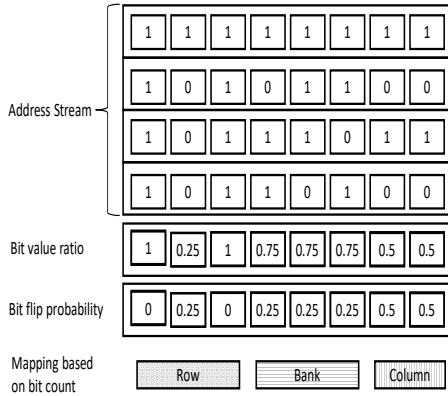 1 1 1 1 1 1 1 1
1 0 1 0 1 1 0 0
Address Stream
1 0 1 1 1 0 1 1
1 0 1 1 0 1 0 0
Bit value ratio 1 0.25 1 0.75 0.75 0.75 0.5 0.5
Bit flip probability 0 0.25 0 0.25 0.25 0.25 0.5 0.5
Mapping based
on bit count
Row Bank Column